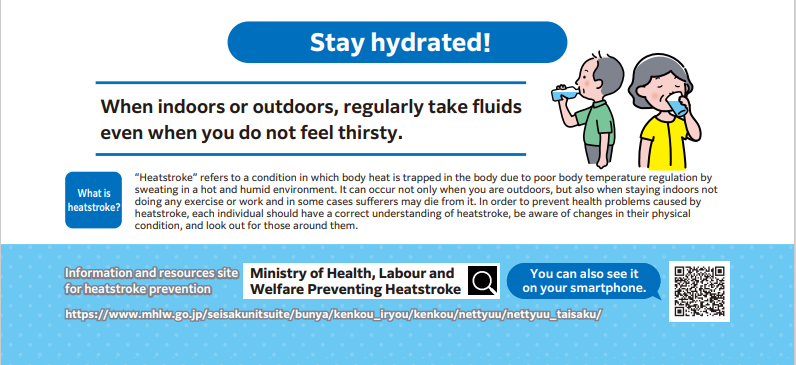 Stay hydrated!
When indoors or outdoors, regularly take fluids
even when you do not feel thirsty.
What is
heatstroke?
“Heatstroke” refers to a condition in which body heat is trapped in the body due to poor body temperature regulation by
sweating in a hot and humid environment. It can occur not only when you are outdoors, but also when staying indoors not
doing any exercise or work and in some cases sufferers may die from it. In order to prevent health problems caused by
heatstroke, each individual should have a correct understanding of heatstroke, be aware of changes in their physical
condition, and look out for those around them.
Information and resources site
for heatstroke prevention
Ministry of Health, Labour and
Welfare Preventing Heatstroke
You can also see it
on your smartphone.
https://www.mhlw.go.jp/seisakunitsuite/bunya/kenkou_iryou/kenkou/nettyuu/nettyuu_taisaku/